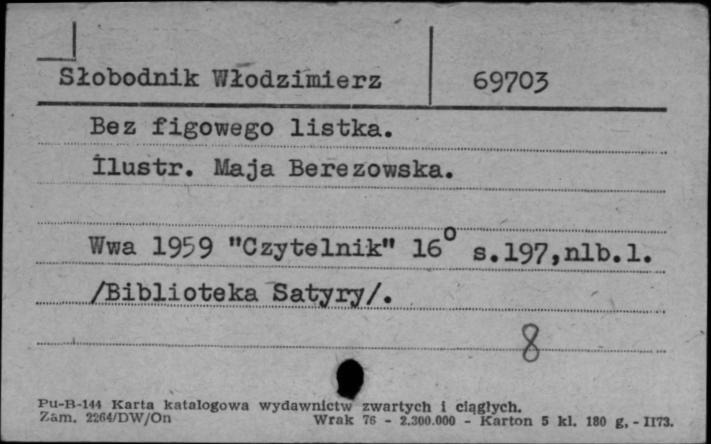 Słobodnik Włodzimierz 69703
Bez figowego listka.
ilustr. Maja Berezowska.
Wwa 1959 "Czytelnik" 16° s.197,nlb.1.
/Biblioteka Satyry/.
8
Pu-B-144 Karta katalogowa wydawnictw zwartych i ciągłych.
Zam. 2264/DW/On Wrak 76 - 2.300.000 - Karton 5 kl. 180 g, - II73.